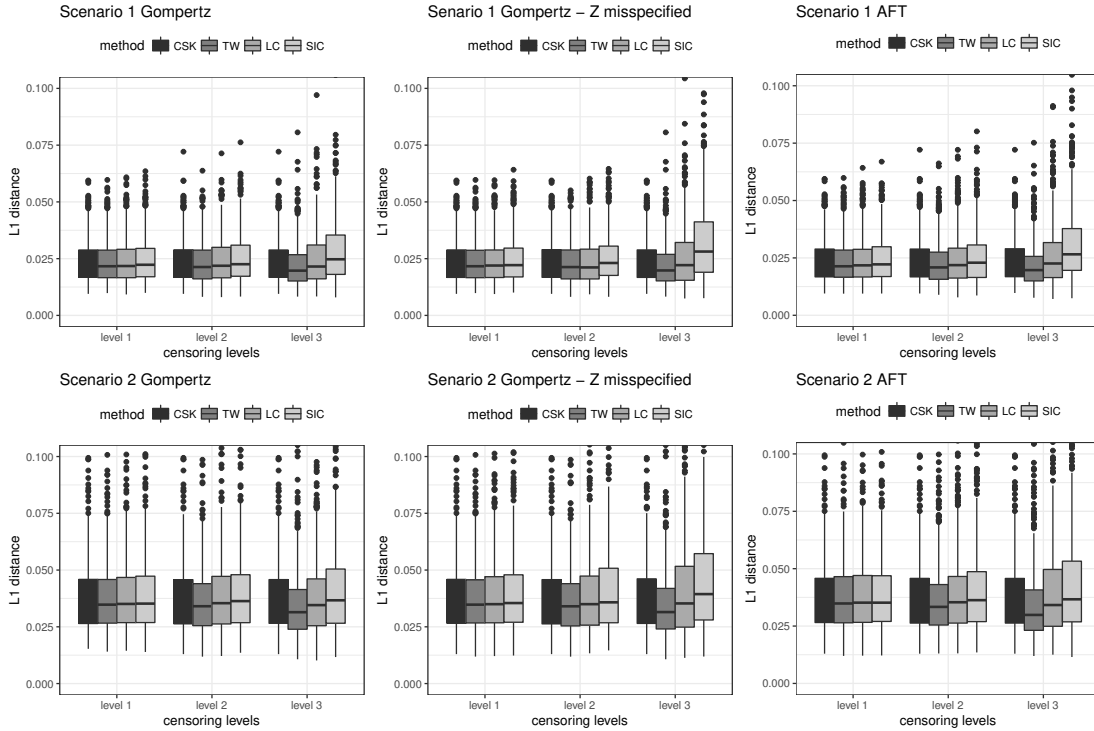 Scenario 1 Gompertz
method CSK TW LC SIC
0.100
0.075
0.050
0.025
0.000
L1 distance
level 1 level 2 level 3
censoring levels
Senario 1 Gompertz − Z misspecified
method CSK TW LC SIC
0.100
0.075
0.050
0.025
0.000
L1 distance
level 1 level 2 level 3
censoring levels
Scenario 1 AFT
method CSK TW LC SIC
0.100
0.075
0.050
0.025
0.000
L1 distance
level 1 level 2 level 3
censoring levels
Scenario 2 Gompertz
method CSK TW LC SIC
0.100
0.075
0.050
0.025
0.000
L1 distance
level 1 level 2 level 3
censoring levels
Senario 2 Gompertz − Z misspecified
method CSK TW LC SIC
0.100
0.075
0.050
0.025
0.000
L1 distance
level 1 level 2 level 3
censoring levels
Scenario 2 AFT
method CSK TW LC SIC
0.100
0.075
0.050
0.025
0.000
L1 distance
level 1 level 2 level 3
censoring levels